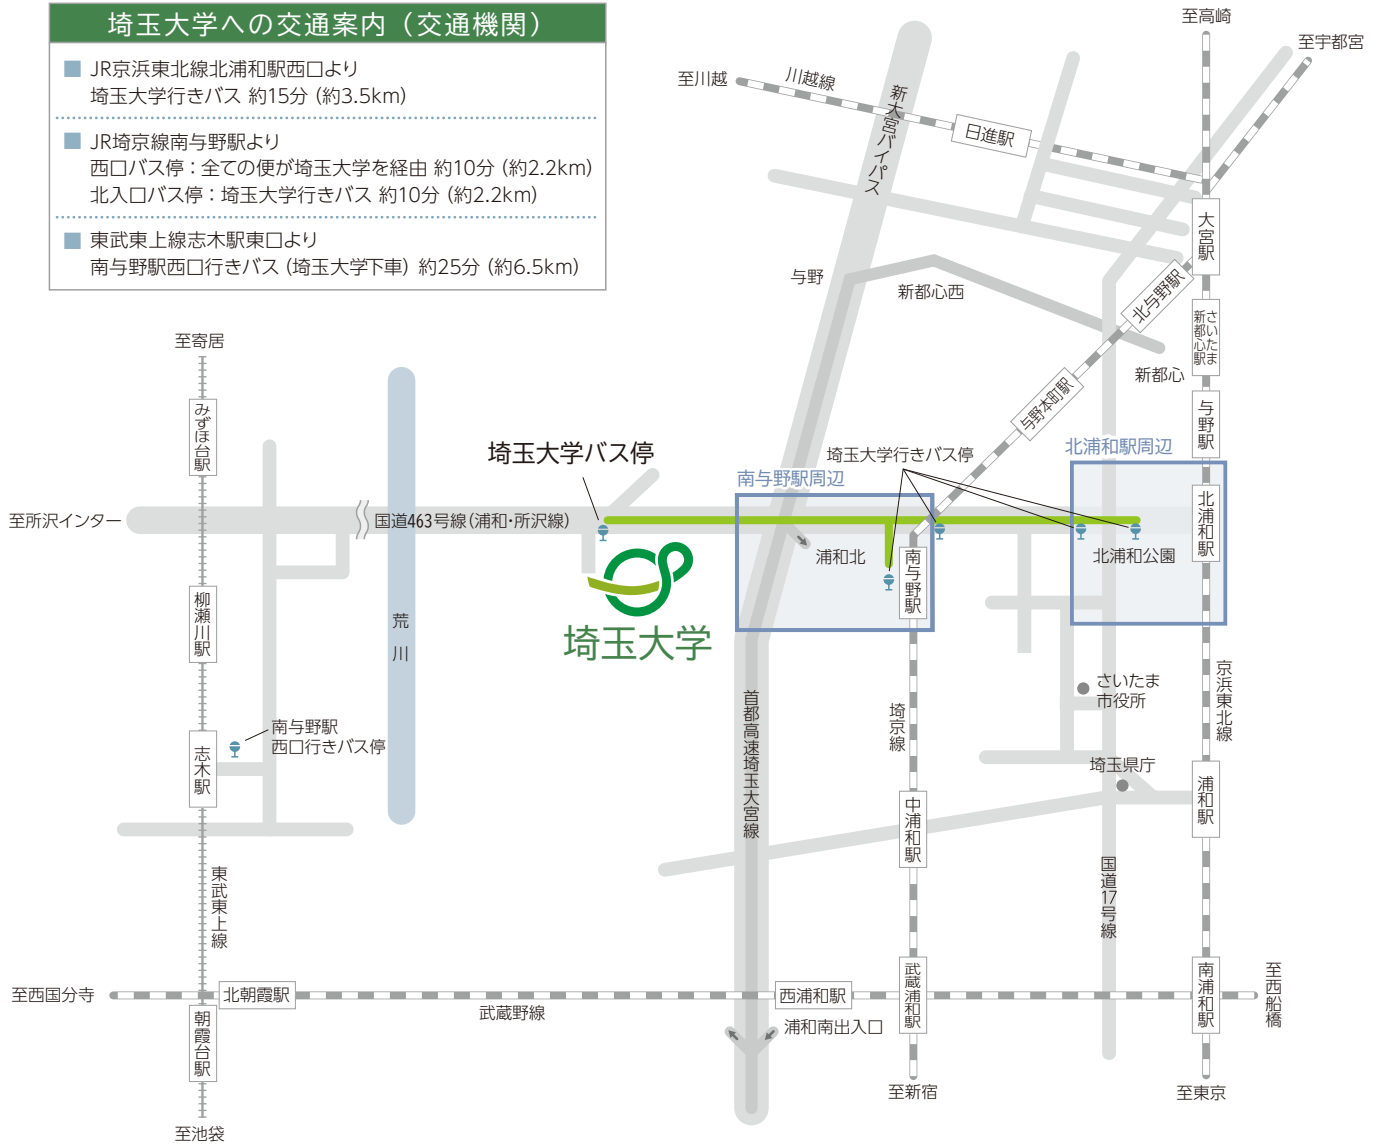 埼玉大学への交通案内（交通機関）
JR京浜東北線北浦和駅西口より
埼玉大学行きバス 約15分（約3.5km）
JR埼京線南与野駅より
西口バス停：全ての便が埼玉大学を経由 約10分（約2.2km）
北入口バス停：埼玉大学行きバス 約10分（約2.2km）
東武東上線志木駅東口より
南与野駅西口行きバス（埼玉大学下車）約25分（約6.5km）
至高崎
至宇都宮
至川越
川越線
日進駅
新大宮バイパス
大宮駅
与野
新都心西
北与野駅
さいたま
新都心駅
新都心
与野本町駅
与野駅
至寄居
みずほ台駅
埼玉大学バス停
南与野駅周辺
埼玉大学行きバス停
北浦和駅周辺
至所沢インター
国道463号線（浦和・所沢線）
浦和北
南与野駅
北浦和公園
北浦和駅
柳瀬川駅
荒川
埼玉大学
京浜東北線
さいたま
市役所
首都高速埼玉大宮線
埼京線
南与野駅
西口行きバス停
志木駅
埼玉県庁
浦和駅
中浦和駅
国道17号線
東武東上線
至西国分寺
北朝霞駅
武蔵野線
西浦和駅
武蔵浦和駅
南浦和駅
至西船橋
浦和南出入口
朝霞台駅
至新宿
至東京
至池袋